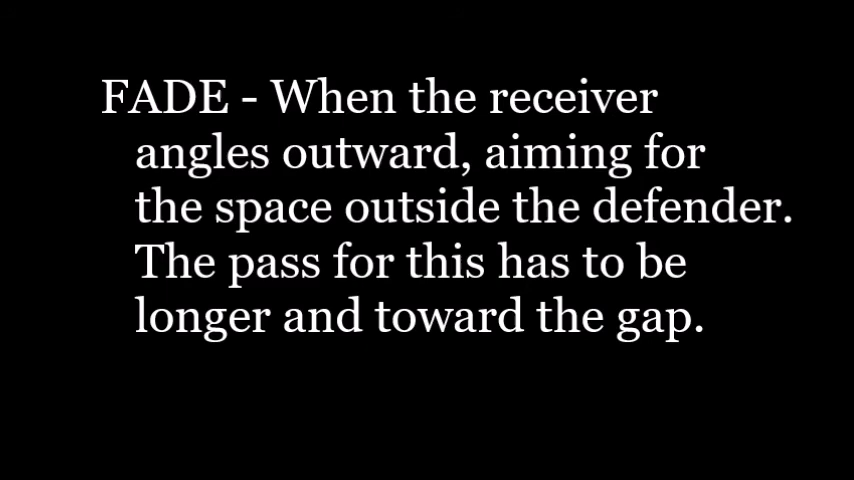 FADE - When the receiver
angles outward, aiming for
the space outside the defender.
The pass for this has to be
longer and toward the gap.